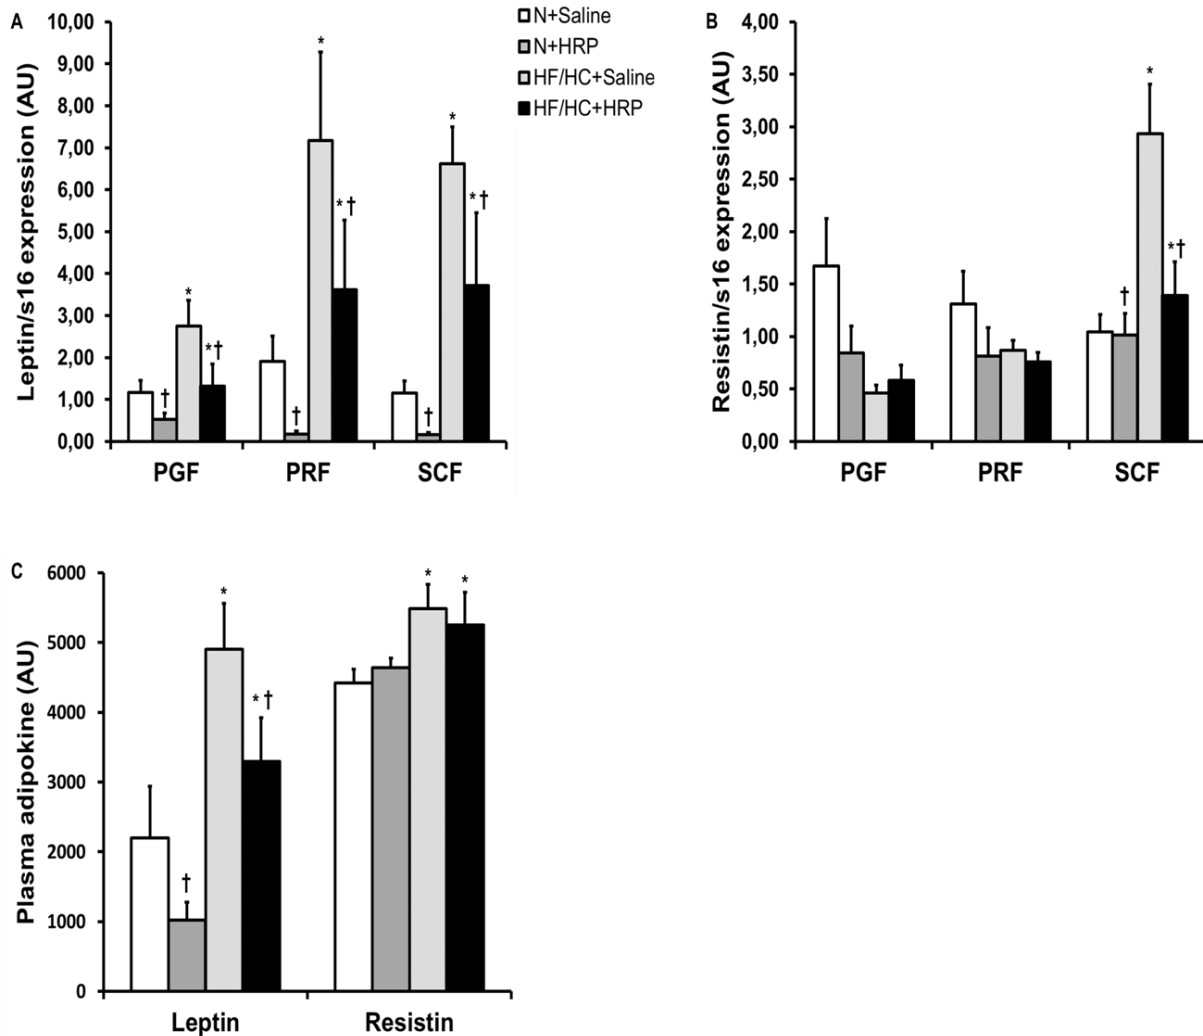 A
Leptin/s16 expression (AU)
10,00
9,00
8,00
7,00
6,00
5,00
4,00
3,00
2,00
1,00
0,00
* * * *† *† *† † † †
PGF PRF SCF
N+Saline
N+HRP
HF/HC+Saline
HF/HC+HRP
B
Resistin/s16 expression (AU)
4,00
3,50
3,00
2,50
2,00
1,50
1,00
0,50
0,00
* *† †
PGF PRF SCF
C
Plasma adipokine (AU)
6000
5000
4000
3000
2000
1000
0
* * * *† †
Leptin Resistin